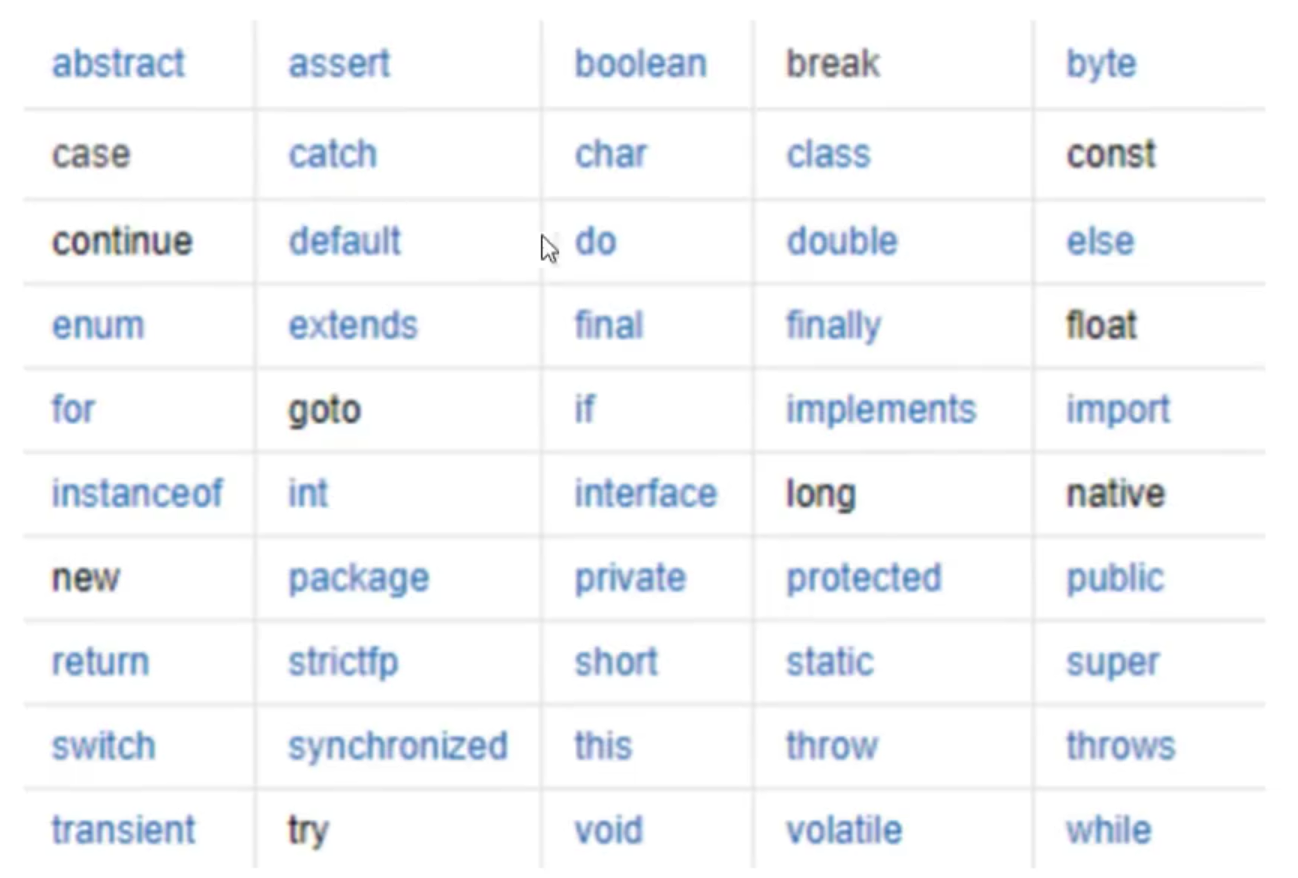 abstract assert boolean break byte
case catch char class const
continue default do double else
enum extends final finally float
for goto if implements import
instanceof int interface long native
new package private protected public
return strictfp short static super
switch synchronized this throw throws
transient try void volatile while